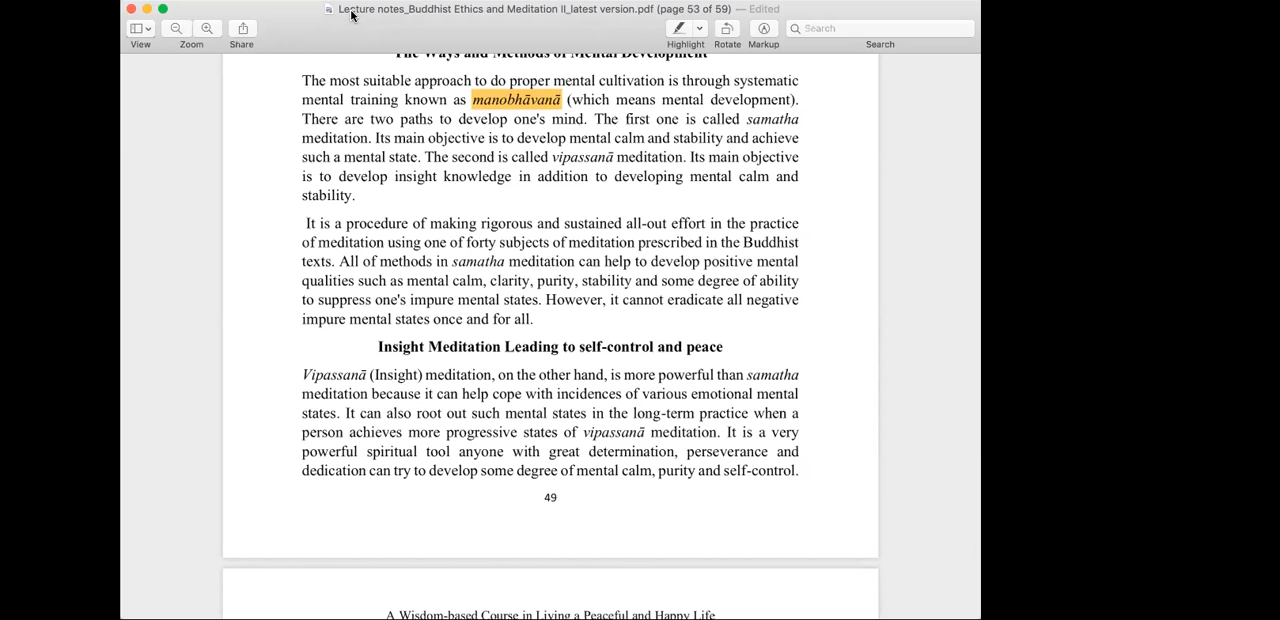 Lecture notes_Buddhist Ethics and Meditation II_latest version.pdf (page 53 of 59) — Edited
Search
View
Zoom
Share
Highlight
Rotate
Markup
Search
The Ways and Methods of Mental Development
The most suitable approach to do proper mental cultivation is through systematic
mental training known as manobhāvanā (which means mental development).
There are two paths to develop one's mind. The first one is called samatha
meditation. Its main objective is to develop mental calm and stability and achieve
such a mental state. The second is called vipassanā meditation. Its main objective
is to develop insight knowledge in addition to developing mental calm and
stability.
It is a procedure of making rigorous and sustained all-out effort in the practice
of meditation using one of forty subjects of meditation prescribed in the Buddhist
texts. All of methods in samatha meditation can help to develop positive mental
qualities such as mental calm, clarity, purity, stability and some degree of ability
to suppress one's impure mental states. However, it cannot eradicate all negative
impure mental states once and for all.
Insight Meditation Leading to self-control and peace
Vipassanā (Insight) meditation, on the other hand, is more powerful than samatha
meditation because it can help cope with incidences of various emotional mental
states. It can also root out such mental states in the long-term practice when a
person achieves more progressive states of vipassanā meditation. It is a very
powerful spiritual tool anyone with great determination, perseverance and
dedication can try to develop some degree of mental calm, purity and self-control.
49
A Wisdom-based Course in Living a Peaceful and Happy Life